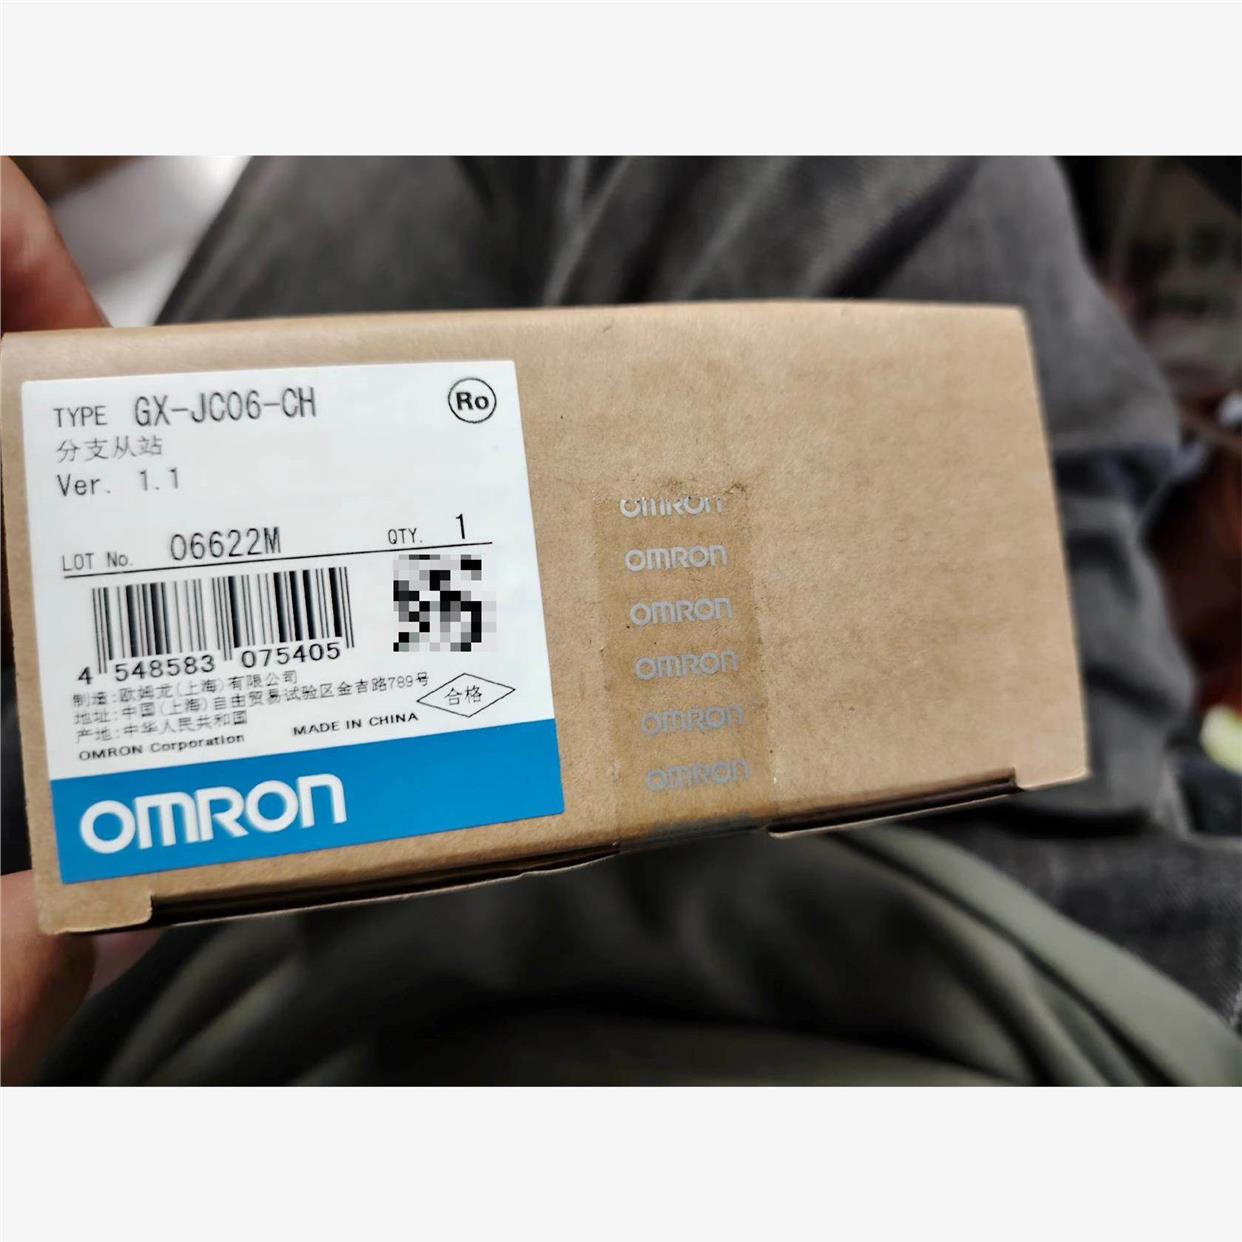 TYPE GX-JC06-CH
Ro
分支从站
Ver. 1.1
LOT No. 06622M QTY. 1
4 548583 075405
制造:欧姆龙(上海)有限公司
地址:中国(上海)自由贸易试验区金吉路789号
产地:中华人民共和国
合格
OMRON Corporation MADE IN CHINA
OMRON
OMRON
OMRON
OMRON
OMRON
OMRON
OMRON